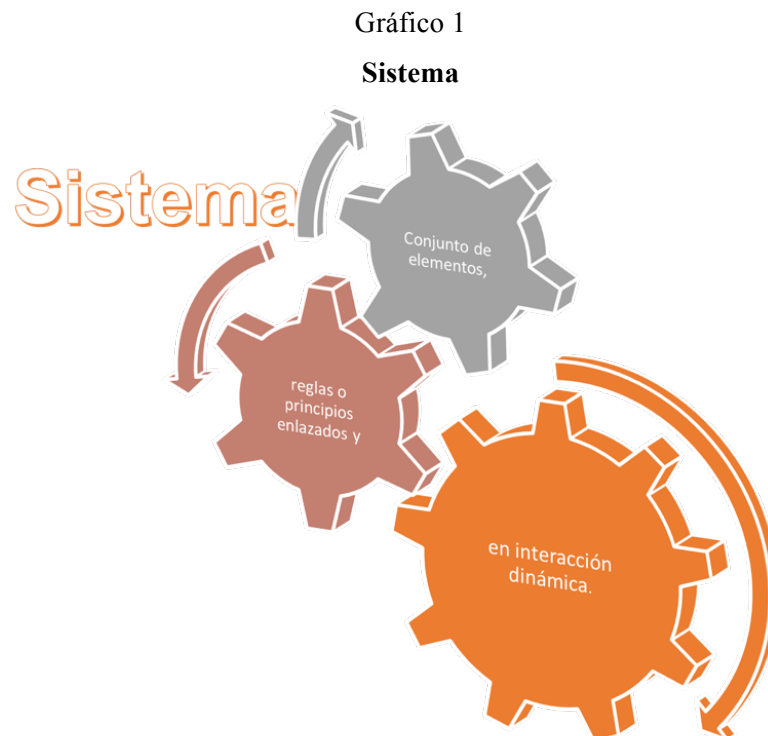 Gráfico 1
Sistema
Sistema
Conjunto de
elementos,
reglas o
principios
enlazados y
en interacción
dinámica.